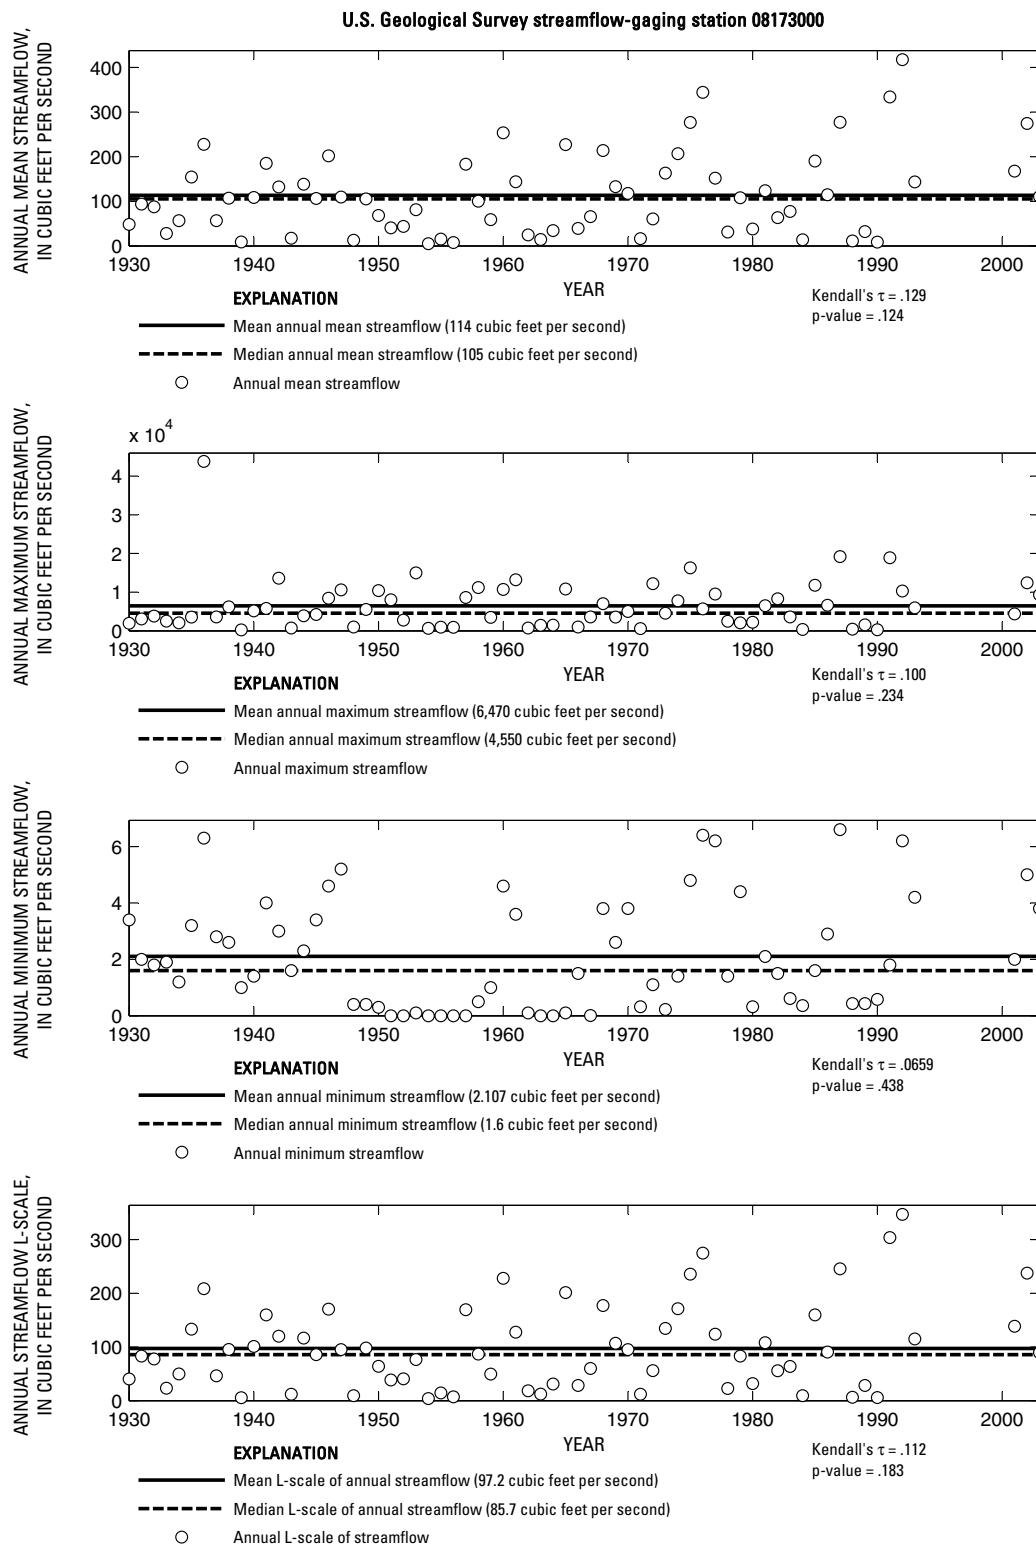 U.S. Geological Survey streamflow-gaging station 08173000
ANNUAL MEAN STREAMFLOW,
IN CUBIC FEET PER SECOND
400
300
200
100
0
1930 1940 1950 1960 1970 1980 1990 2000
YEAR
Kendall's τ = .129
p-value = .124
EXPLANATION
Mean annual mean streamflow (114 cubic feet per second)
Median annual mean streamflow (105 cubic feet per second)
Annual mean streamflow
ANNUAL MAXIMUM STREAMFLOW,
IN CUBIC FEET PER SECOND
x 10^4
4
3
2
1
0
1930 1940 1950 1960 1970 1980 1990 2000
YEAR
Kendall's τ = .100
p-value = .234
EXPLANATION
Mean annual maximum streamflow (6,470 cubic feet per second)
Median annual maximum streamflow (4,550 cubic feet per second)
Annual maximum streamflow
ANNUAL MINIMUM STREAMFLOW,
IN CUBIC FEET PER SECOND
6
4
2
0
1930 1940 1950 1960 1970 1980 1990 2000
YEAR
Kendall's τ = .0659
p-value = .438
EXPLANATION
Mean annual minimum streamflow (2.107 cubic feet per second)
Median annual minimum streamflow (1.6 cubic feet per second)
Annual minimum streamflow
ANNUAL STREAMFLOW L-SCALE,
IN CUBIC FEET PER SECOND
300
200
100
0
1930 1940 1950 1960 1970 1980 1990 2000
YEAR
Kendall's τ = .112
p-value = .183
EXPLANATION
Mean L-scale of annual streamflow (97.2 cubic feet per second)
Median L-scale of annual streamflow (85.7 cubic feet per second)
Annual L-scale of streamflow